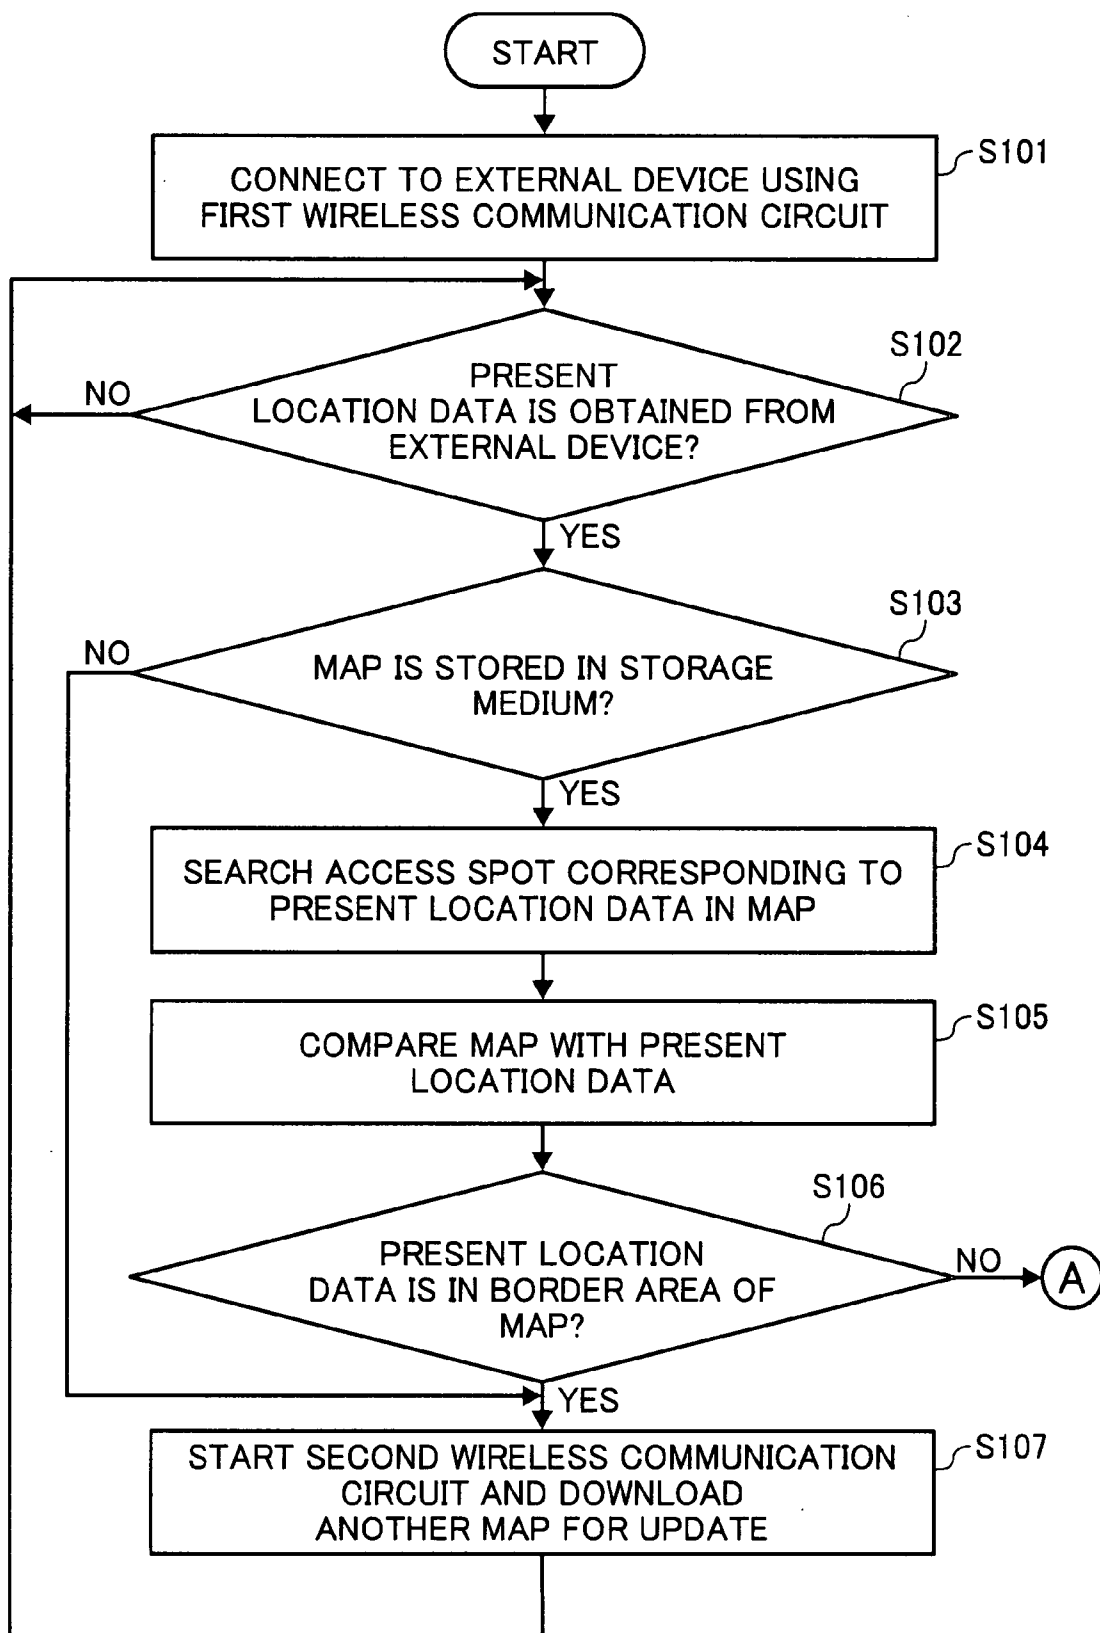 START
S101
CONNECT TO EXTERNAL DEVICE USING
FIRST WIRELESS COMMUNICATION CIRCUIT
S102
NO
PRESENT
LOCATION DATA IS OBTAINED FROM
EXTERNAL DEVICE?
YES
S103
NO
MAP IS STORED IN STORAGE
MEDIUM?
YES
S104
SEARCH ACCESS SPOT CORRESPONDING TO
PRESENT LOCATION DATA IN MAP
S105
COMPARE MAP WITH PRESENT
LOCATION DATA
S106
PRESENT LOCATION
DATA IS IN BORDER AREA OF
MAP?
NO
A
YES
S107
START SECOND WIRELESS COMMUNICATION
CIRCUIT AND DOWNLOAD
ANOTHER MAP FOR UPDATE